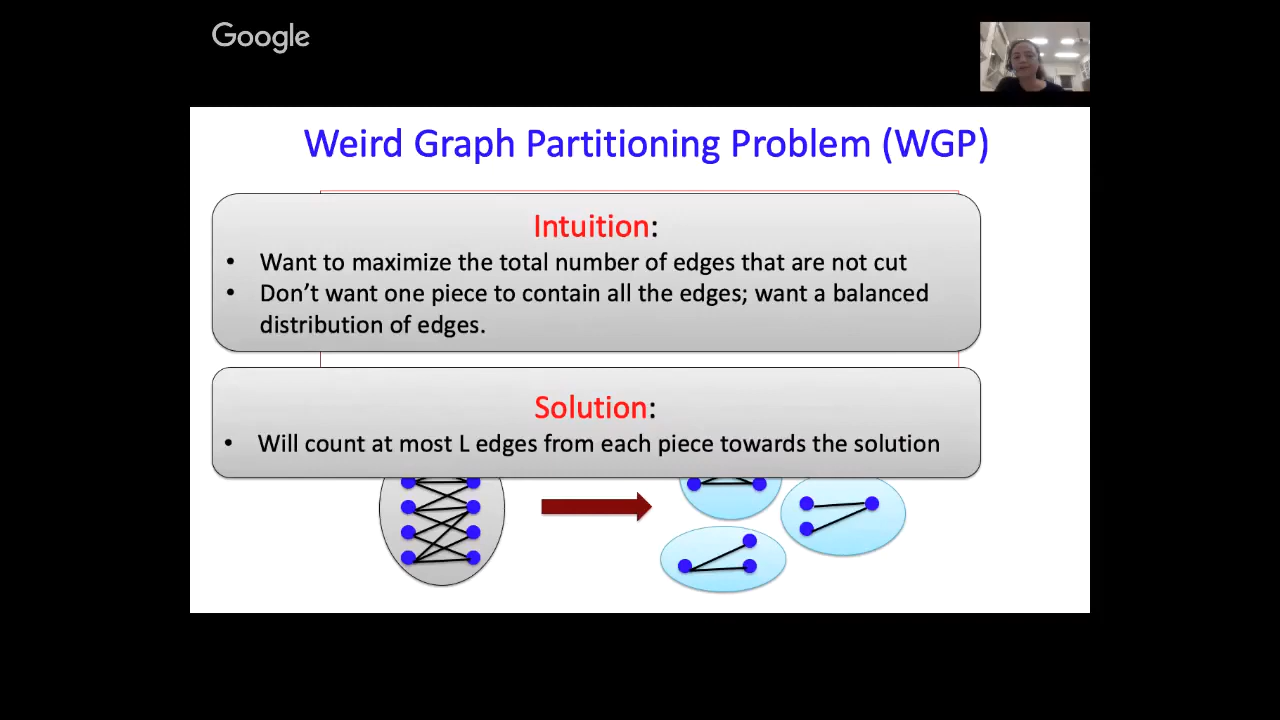 Google
Weird Graph Partitioning Problem (WGP)
Intuition:
• Want to maximize the total number of edges that are not cut
• Don’t want one piece to contain all the edges; want a balanced
distribution of edges.
Solution:
• Will count at most L edges from each piece towards the solution